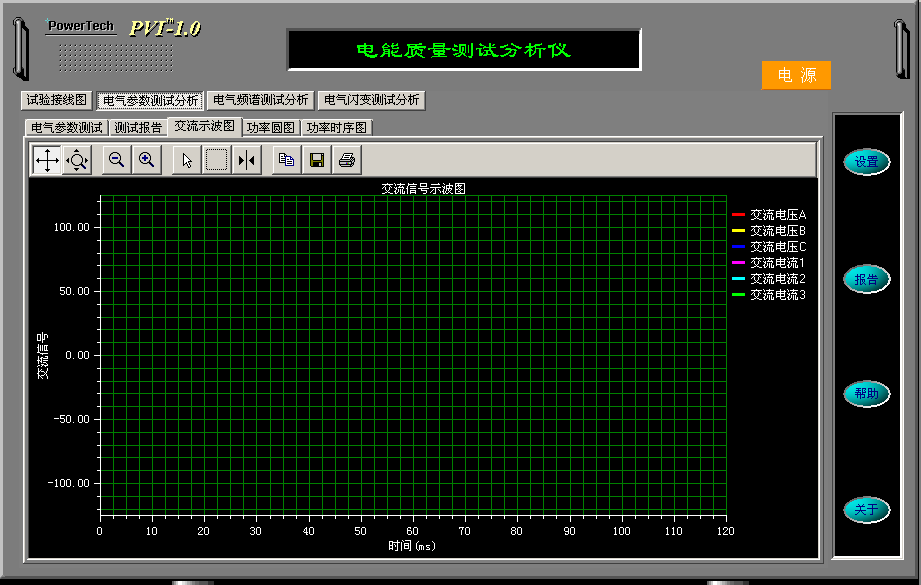 PowerTech
PVI™-1.0
电能质量测试分析仪
电 源
试验接线图 电气参数测试分析 电气频谱测试分析 电气闪变测试分析
电气参数测试 测试报告 交流示波图 功率圆图 功率时序图
交流信号示波图
100.00
50.00
0.00
-50.00
-100.00
交流信号
0 10 20 30 40 50 60 70 80 90 100 110 120
时间(ms)
交流电压A
交流电压B
交流电压C
交流电流1
交流电流2
交流电流3
设置
报告
帮助
关于